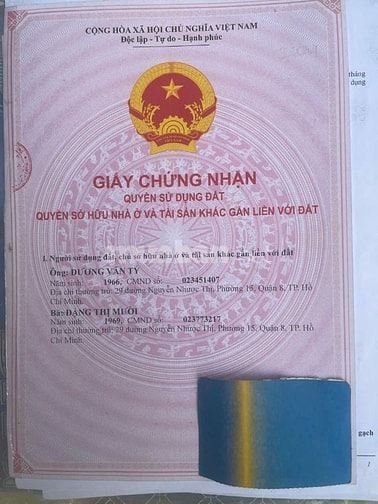 CỘNG HÒA XÃ HỘI CHỦ NGHĨA VIỆT NAM
Độc lập - Tự do - Hạnh phúc
tháng
dụng
GIẤY CHỨNG NHẬN
QUYỀN SỬ DỤNG ĐẤT
QUYỀN SỞ HỮU NHÀ Ở VÀ TÀI SẢN KHÁC GẮN LIỀN VỚI ĐẤT
I. Người sử dụng đất, chủ sở hữu nhà ở và tài sản khác gắn liền với đất
Ông: DƯƠNG VĂN TÝ
Năm sinh: 1966, CMND số: 023451407
Địa chỉ thường trú: 29 đường Nguyễn Nhược Thị, Phường 15, Quận 8, TP. Hồ
Chí Minh.
Bà: ĐẶNG THỊ MƯỜI
Năm sinh: 1969, CMND số: 023773217
Địa chỉ thường trú: 29 đường Nguyễn Nhược Thị, Phường 15, Quận 8, TP. Hồ
Chí Minh.
gạch
1